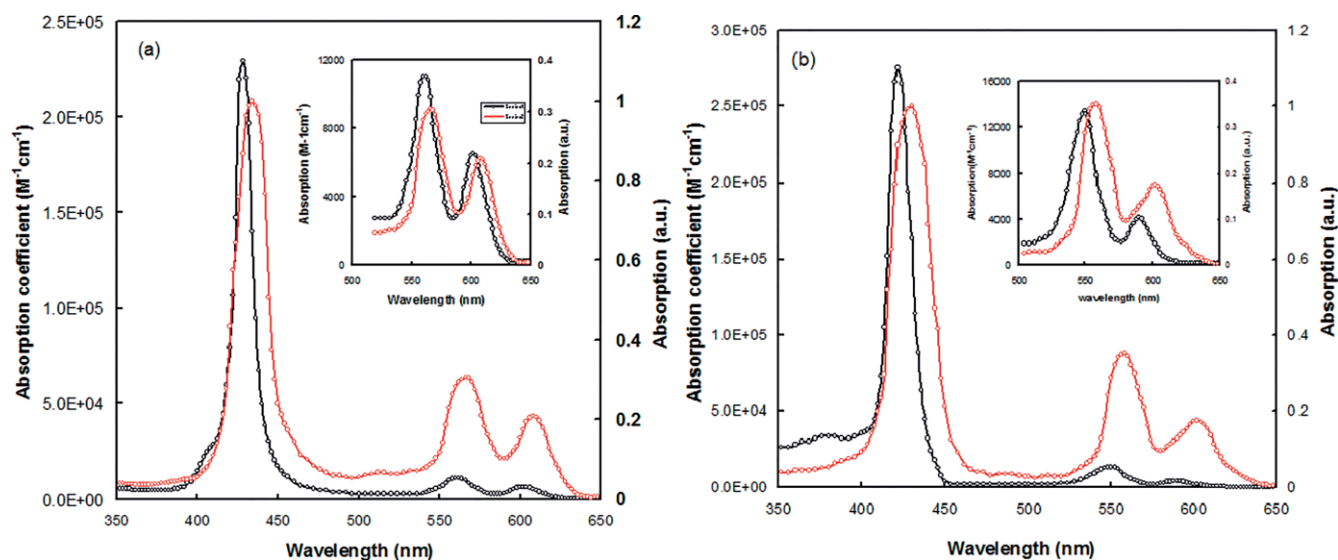 (a)
2.5E+05
2.0E+05
1.5E+05
1.0E+05
5.0E+04
0.0E+00
Absorption coefficient (M-1cm-1)
350 400 450 500 550 600 650
Wavelength (nm)
1.2
1
0.8
0.6
0.4
0.2
0
Absorption (a.u.)
12000
8000
4000
0
Absorption (M-1cm-1)
500 550 600 650
Wavelength (nm)
0.4
0.3
0.2
0.1
0
Absorption (a.u.)
Series1
Series2
(b)
3.0E+05
2.5E+05
2.0E+05
1.5E+05
1.0E+05
5.0E+04
0.0E+00
Absorption coefficient (M-1cm-1)
350 400 450 500 550 600 650
Wavelength (nm)
1.2
1
0.8
0.6
0.4
0.2
0
Absorption (a.u.)
16000
12000
8000
4000
0
Absorption(M-1cm-1)
500 550 600 650
wavelength (nm)
0.4
0.3
0.2
0.1
0
Absorption (a.u.)